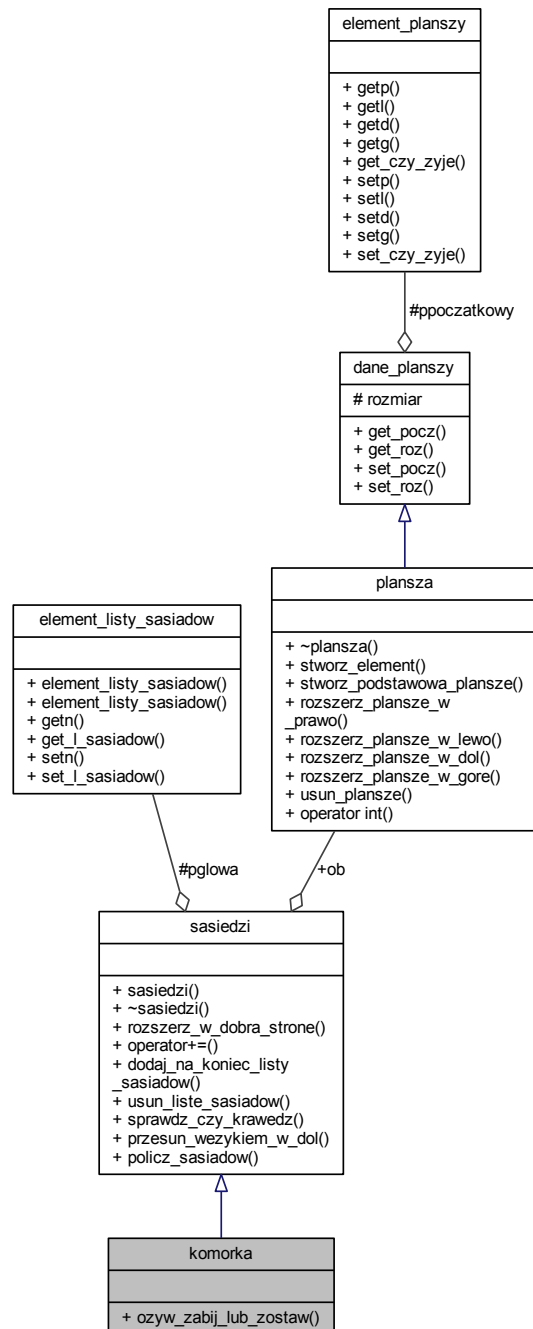 element_planszy
+ getp()
+ getl()
+ getd()
+ getg()
+ get_czy_zyje()
+ setp()
+ setl()
+ setd()
+ setg()
+ set_czy_zyje()
#ppoczatkowy
dane_planszy
# rozmiar
+ get_pocz()
+ get_roz()
+ set_pocz()
+ set_roz()
element_listy_sasiadow
+ element_listy_sasiadow()
+ element_listy_sasiadow()
+ getn()
+ get_l_sasiadow()
+ setn()
+ set_l_sasiadow()
plansza
+ ~plansza()
+ stworz_element()
+ stworz_podstawowa_plansze()
+ rozszerz_plansze_w
_prawo()
+ rozszerz_plansze_w_lewo()
+ rozszerz_plansze_w_dol()
+ rozszerz_plansze_w_gore()
+ usun_plansze()
+ operator int()
#pglowa
+ob
sasiedzi
+ sasiedzi()
+ ~sasiedzi()
+ rozszerz_w_dobra_strone()
+ operator+=()
+ dodaj_na_koniec_listy
_sasiadow()
+ usun_liste_sasiadow()
+ sprawdz_czy_krawedz()
+ przesun_wezykiem_w_dol()
+ policz_sasiadow()
komorka
+ ozyw_zabij_lub_zostaw()